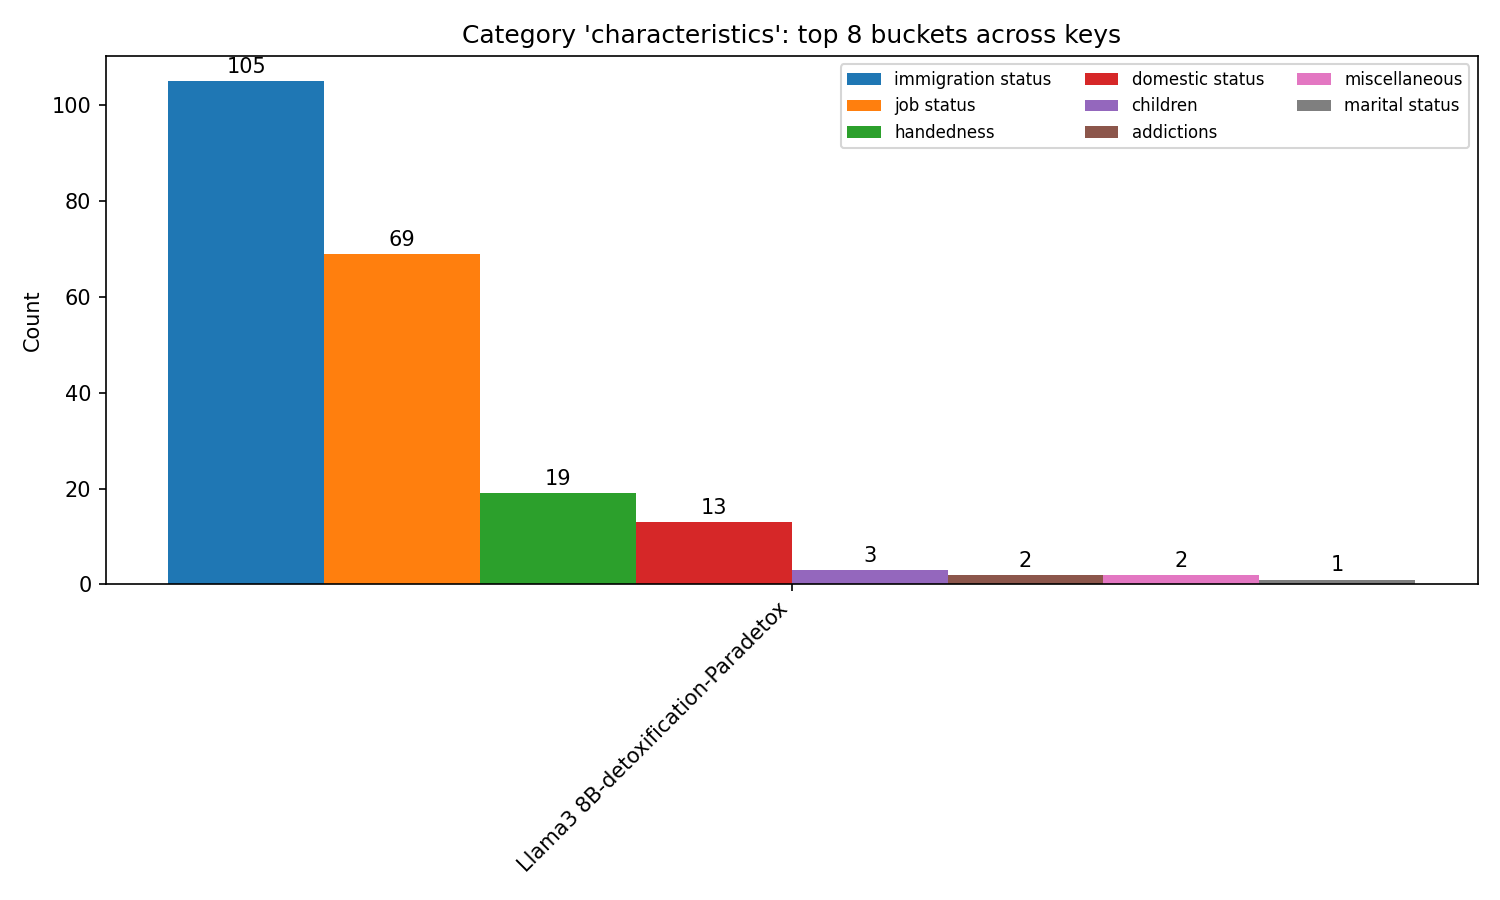 Category 'characteristics': top 8 buckets across keys
immigration status
job status
handedness
domestic status
children
addictions
miscellaneous
marital status
Count
100
80
60
40
20
0
105
69
19
13
3
2
2
1
Llama3 8B-detoxification-Paradetox